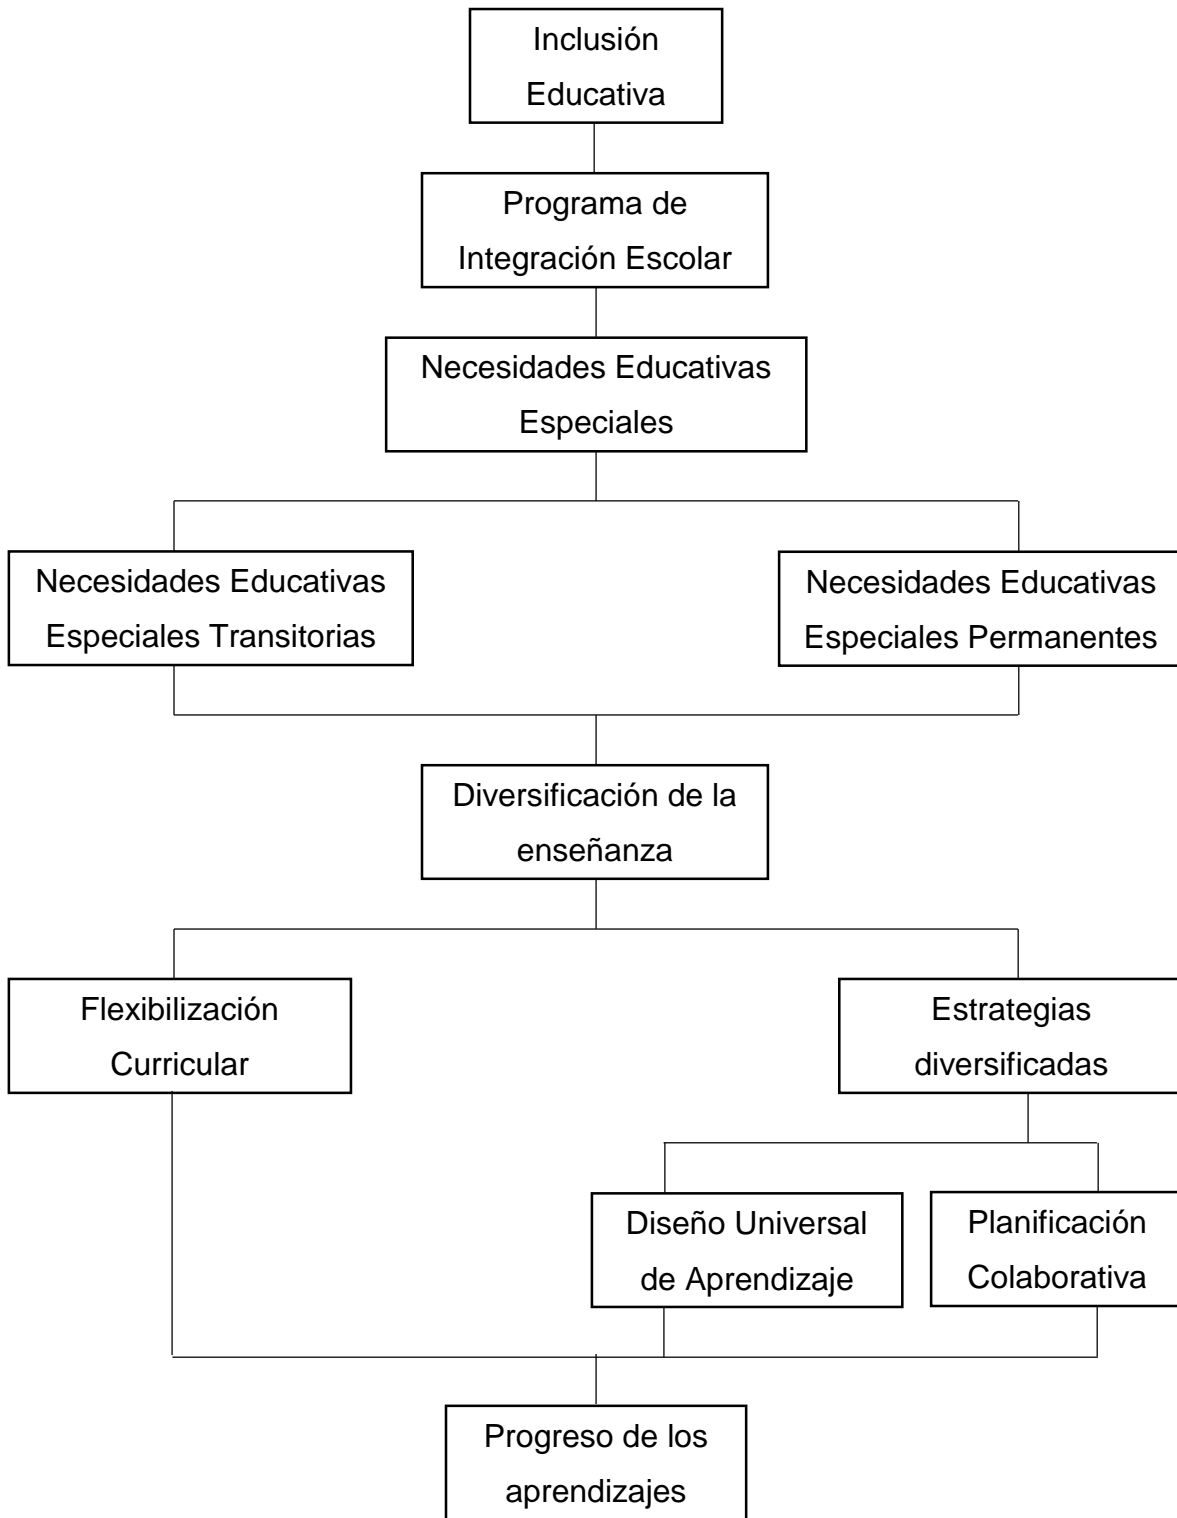 Inclusión
Educativa
Programa de
Integración Escolar
Necesidades Educativas
Especiales
Necesidades Educativas
Especiales Transitorias
Necesidades Educativas
Especiales Permanentes
Diversificación de la
enseñanza
Flexibilización
Curricular
Estrategias
diversificadas
Diseño Universal
de Aprendizaje
Planificación
Colaborativa
Progreso de los
aprendizajes